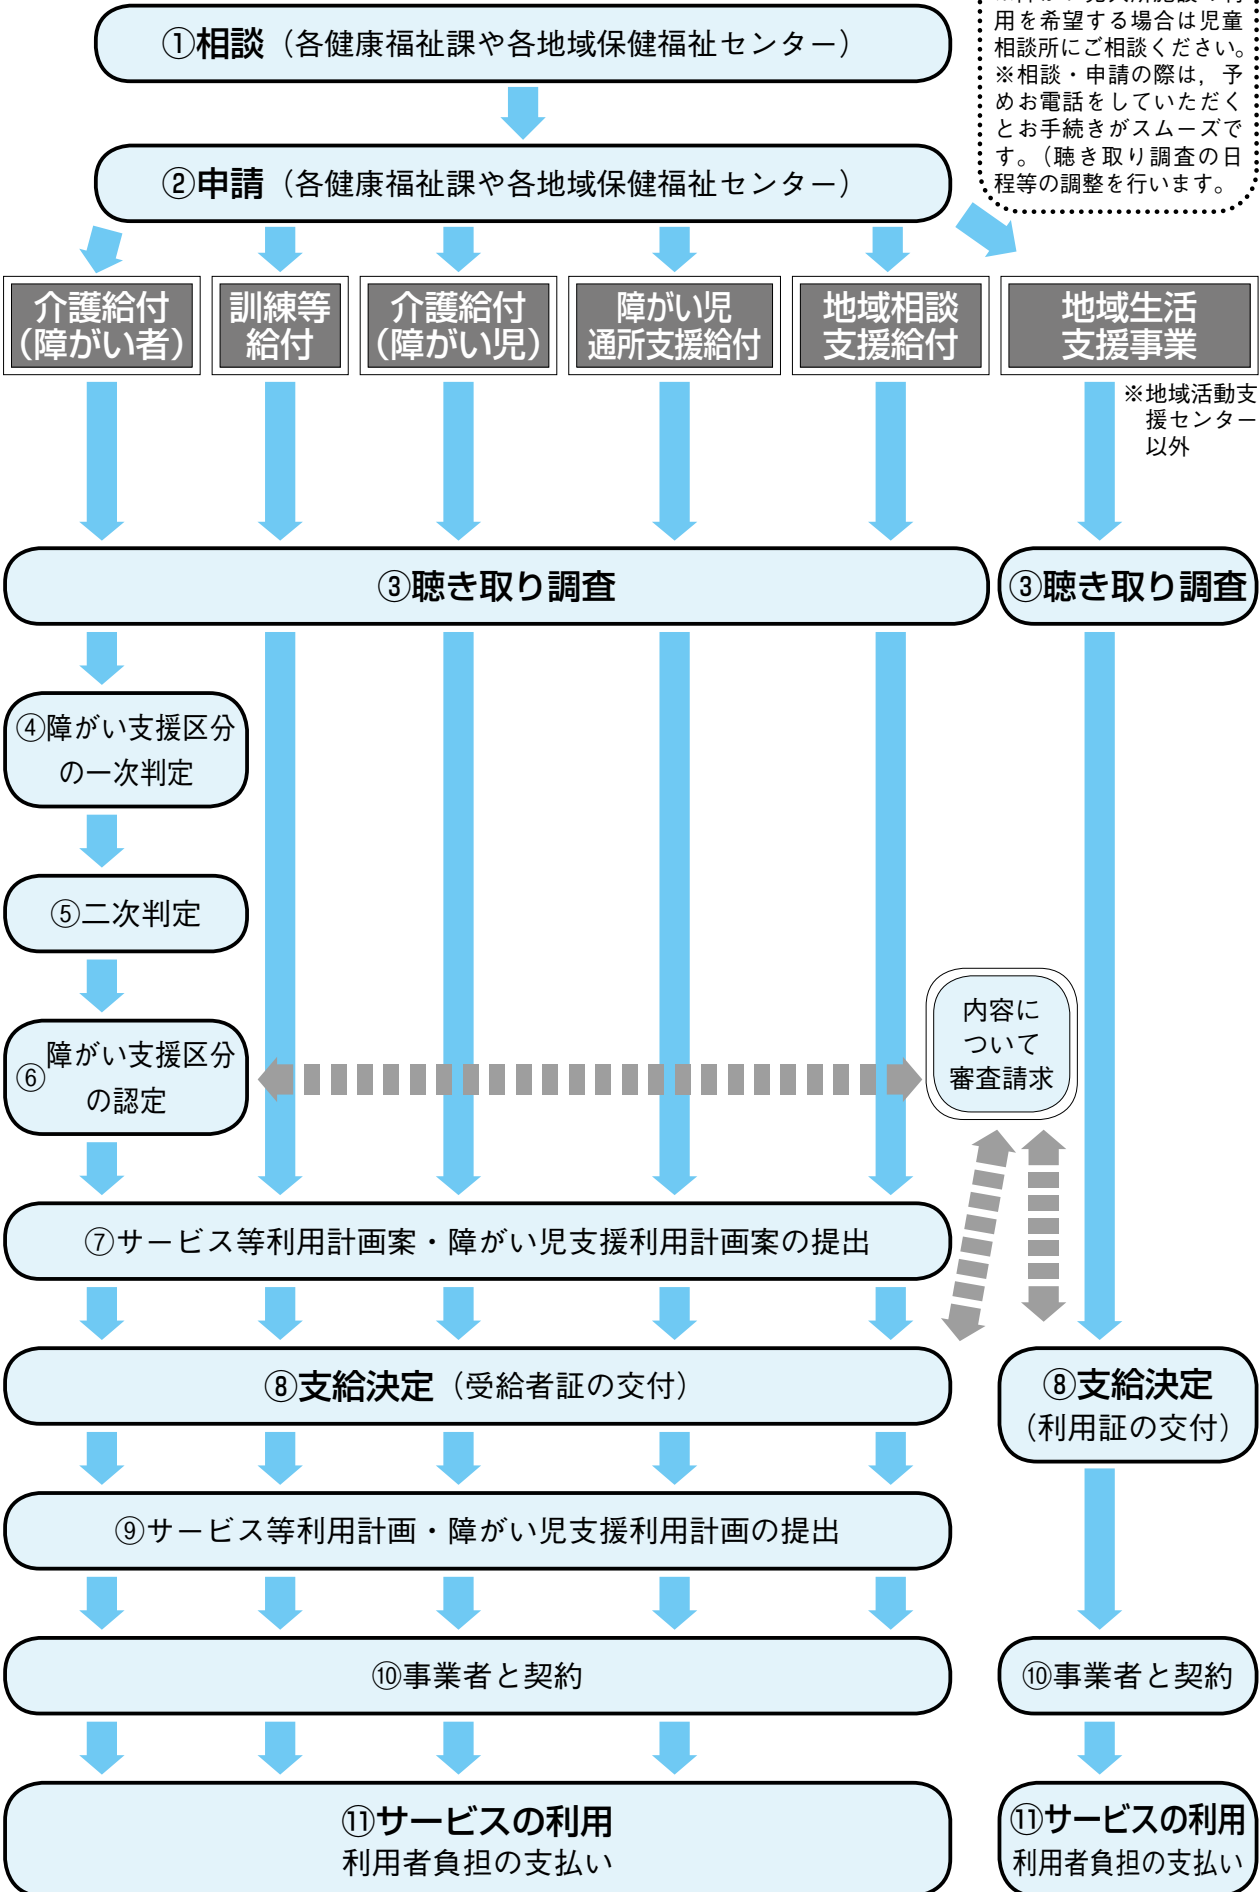 ①相談（各健康福祉課や各地域保健福祉センター）
用を希望する場合は児童
相談所にご相談ください。
※相談・申請の際は，予
めお電話をしていただく
とお手続きがスムーズで
す。（聴き取り調査の日
程等の調整を行います。
②申請（各健康福祉課や各地域保健福祉センター）
介護給付
（障がい者）
訓練等
給付
介護給付
（障がい児）
障がい児
通所支援給付
地域相談
支援給付
地域生活
支援事業
※地域活動支
援センター
以外
③聴き取り調査
③聴き取り調査
④障がい支援区分
の一次判定
⑤二次判定
⑥障がい支援区分
の認定
内容に
ついて
審査請求
⑦サービス等利用計画案・障がい児支援利用計画案の提出
⑧支給決定（受給者証の交付）
⑧支給決定
（利用証の交付）
⑨サービス等利用計画・障がい児支援利用計画の提出
⑩事業者と契約
⑩事業者と契約
⑪サービスの利用
利用者負担の支払い
⑪サービスの利用
利用者負担の支払い